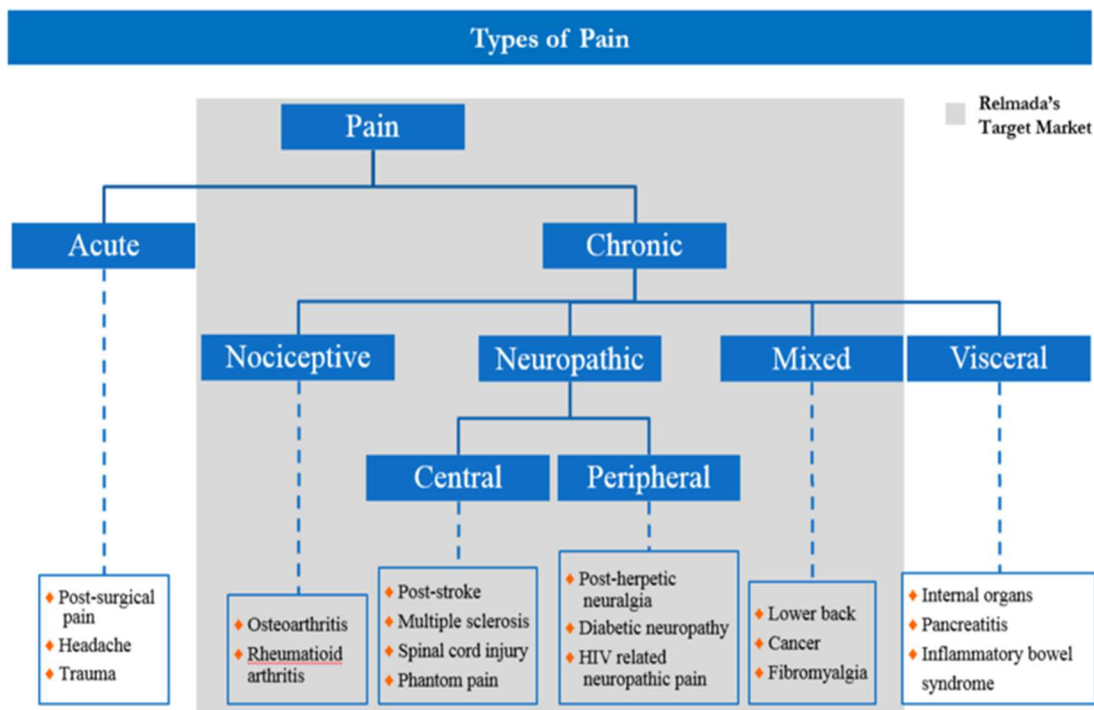 Types of Pain
Relmada's
Target Market
Pain
Acute
Chronic
Nociceptive
Neuropathic
Mixed
Visceral
Central
Peripheral
♦ Post-surgical
pain
♦ Headache
♦ Trauma
♦ Osteoarthritis
♦ Rheumatioid
arthritis
♦ Post-stroke
♦ Multiple sclerosis
♦ Spinal cord injury
♦ Phantom pain
♦ Post-herpetic
neuralgia
♦ Diabetic neuropathy
♦ HIV related
neuropathic pain
♦ Lower back
♦ Cancer
♦ Fibromyalgia
♦ Internal organs
♦ Pancreatitis
♦ Inflammatory bowel
syndrome